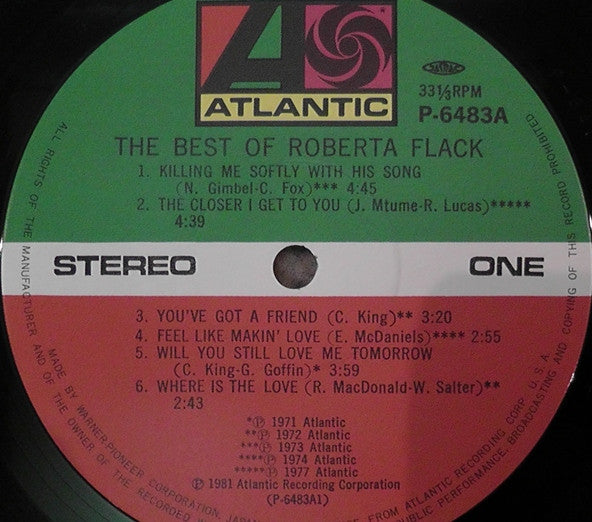 ATLANTIC
JASRAC
33⅓RPM
P-6483A
THE BEST OF ROBERTA FLACK
1. KILLING ME SOFTLY WITH HIS SONG
(N. Gimbel-C. Fox)*** 4:45
2. THE CLOSER I GET TO YOU (J. Mtume-R. Lucas)*****
4:39
STEREO
ONE
3. YOU'VE GOT A FRIEND (C. King)** 3:20
4. FEEL LIKE MAKIN' LOVE (E. McDaniels)**** 2:55
5. WILL YOU STILL LOVE ME TOMORROW
(C. King-G. Goffin)* 3:59
6. WHERE IS THE LOVE (R. MacDonald-W. Salter)**
2:43
*℗ 1971 Atlantic
**℗ 1972 Atlantic
***℗ 1973 Atlantic
****℗ 1974 Atlantic
*****℗ 1977 Atlantic
℗ 1981 Atlantic Recording Corporation
(P-6483A1)
MADE BY WARNER-PIONEER CORPORATION, JAPAN FROM ATLANTIC RECORDING CORP. U.S.A.
ALL RIGHTS OF THE MANUFACTURER AND OF THE OWNER OF THE RECORDED PUBLIC PERFORMANCE, BROADCASTING AND COPYING OF THIS RECORD PROHIBITED